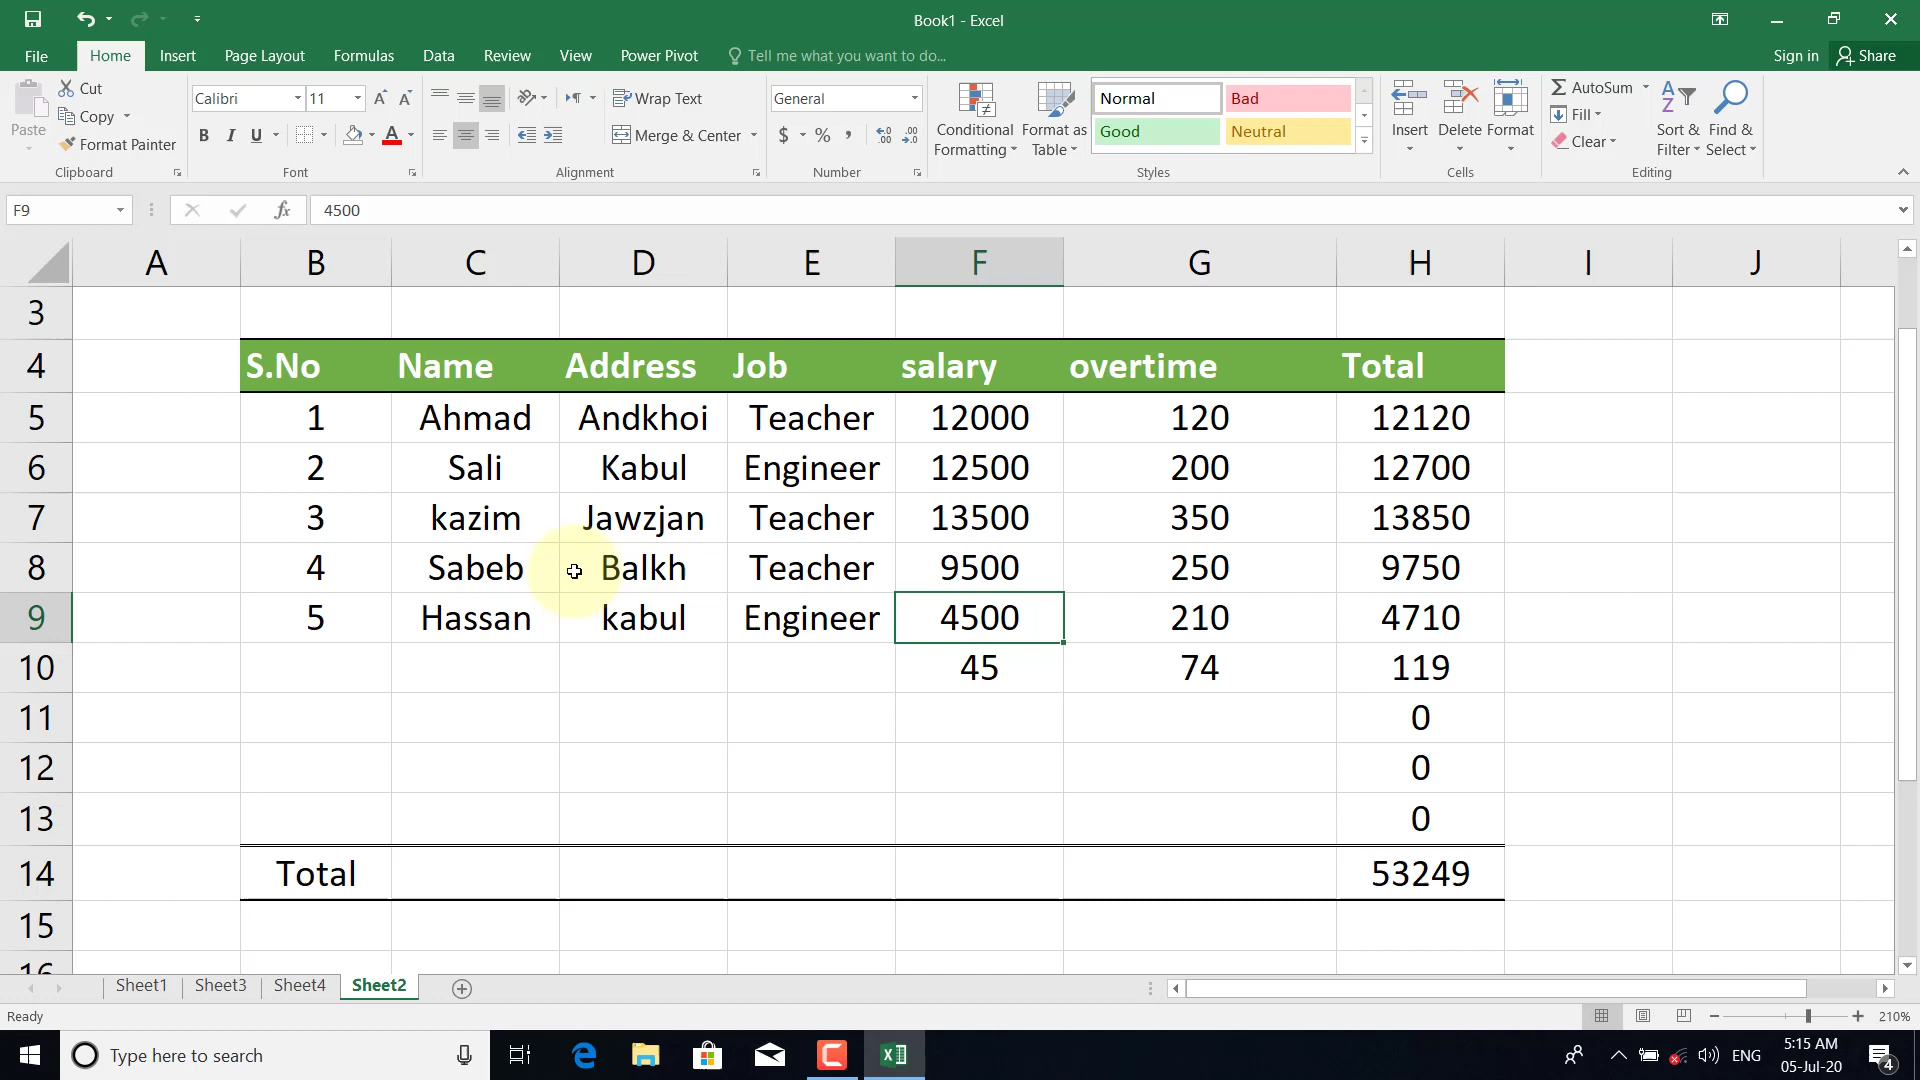 Book1 - Excel
File Home Insert Page Layout Formulas Data Review View Power Pivot Tell me what you want to do... Sign in Share
Paste
Cut
Copy
Format Painter
Clipboard
Calibri 11
B I U
Font
Wrap Text
Merge & Center
Alignment
General
$ % ,
Number
Conditional Formatting
Format as Table
Normal Bad
Good Neutral
Styles
Insert Delete Format
Cells
AutoSum
Fill
Clear
Sort & Filter
Find & Select
Editing
F9 fx 4500
A B C D E F G H I J
3
4 S.No Name Address Job salary overtime Total
5 1 Ahmad Andkhoi Teacher 12000 120 12120
6 2 Sali Kabul Engineer 12500 200 12700
7 3 kazim Jawzjan Teacher 13500 350 13850
8 4 Sabeb Balkh Teacher 9500 250 9750
9 5 Hassan kabul Engineer 4500 210 4710
10 45 74 119
11 0
12 0
13 0
14 Total 53249
15
16
Sheet1 Sheet3 Sheet4 Sheet2
Ready 210%
Type here to search ENG 5:15 AM
05-Jul-20 4